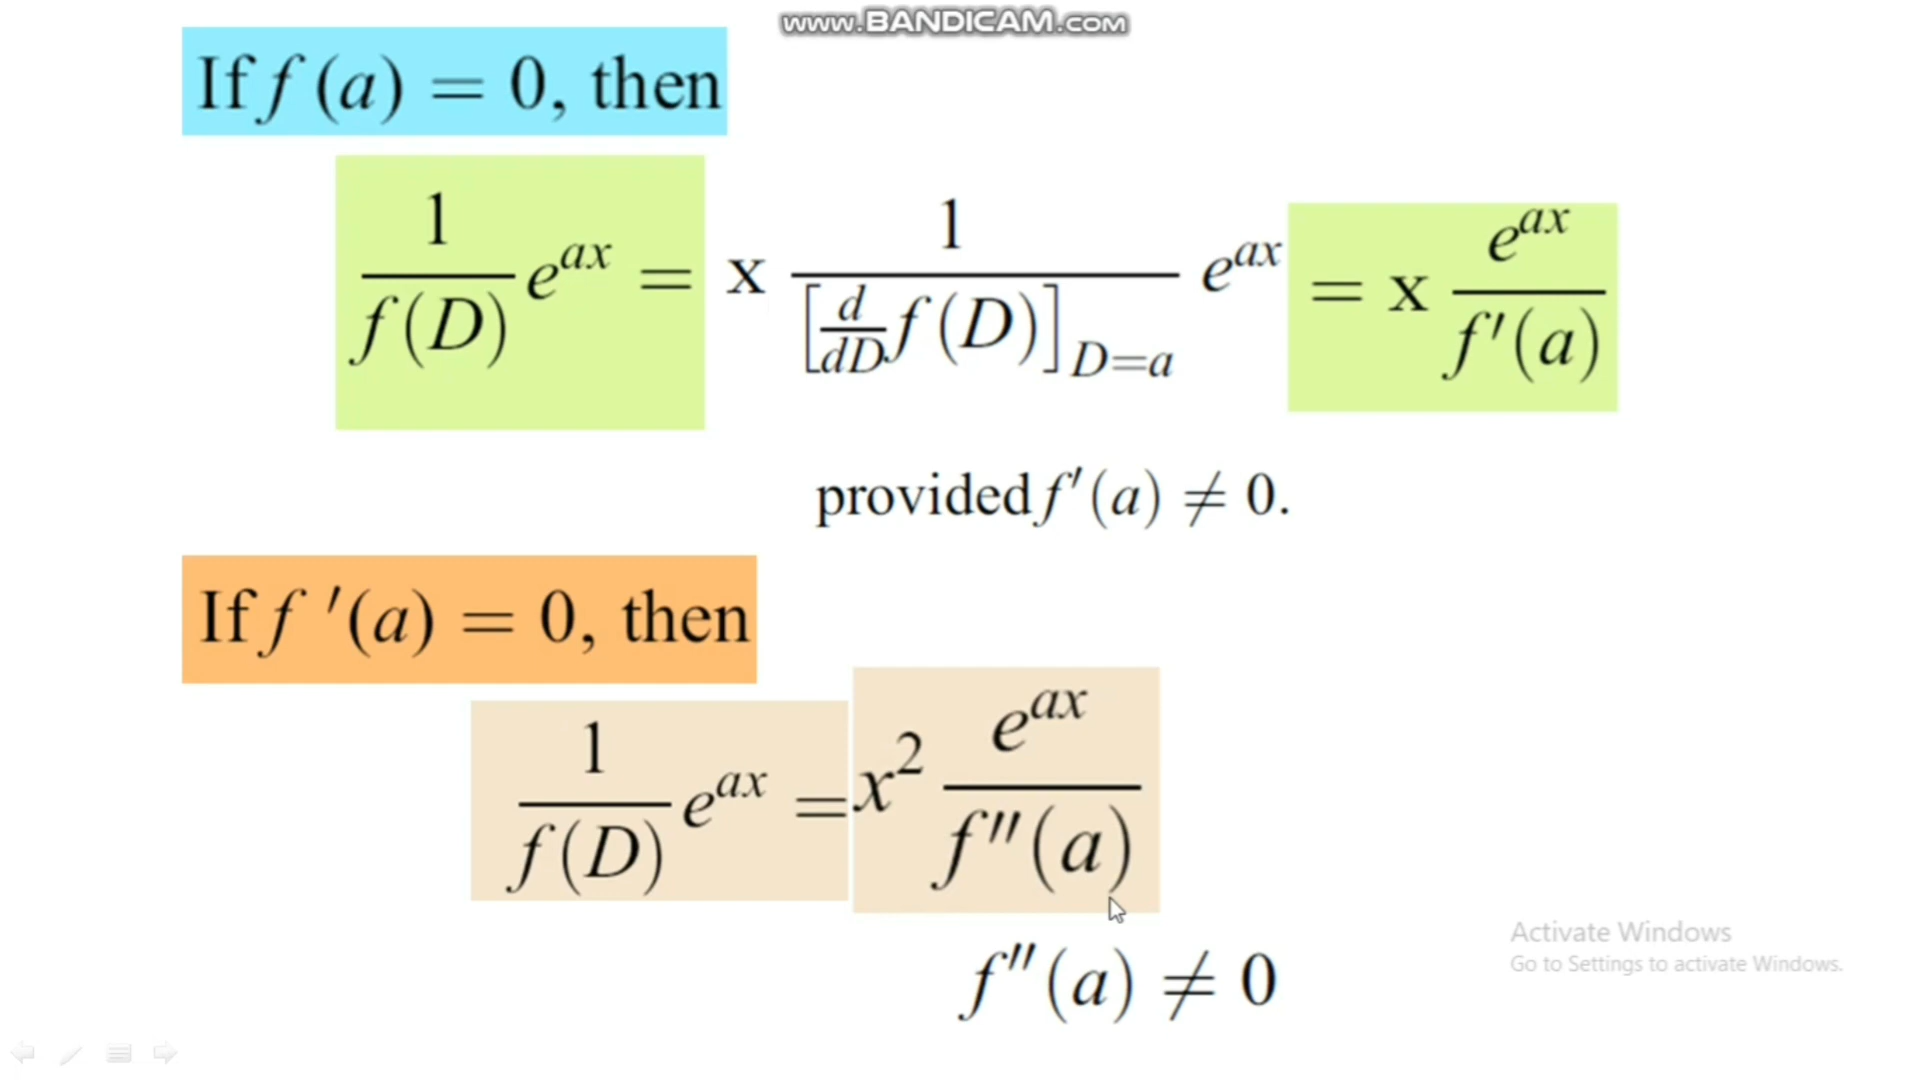 www.BANDICAM.com
If f (a) = 0, then
1/f(D) e^{ax} = x 1/[d/dD f(D)]_{D=a} e^{ax} = x e^{ax}/f′(a)
provided f′(a) ≠ 0.
If f ′(a) = 0, then
1/f(D) e^{ax} = x² e^{ax}/f″(a)
f″(a) ≠ 0
Activate Windows
Go to Settings to activate Windows.